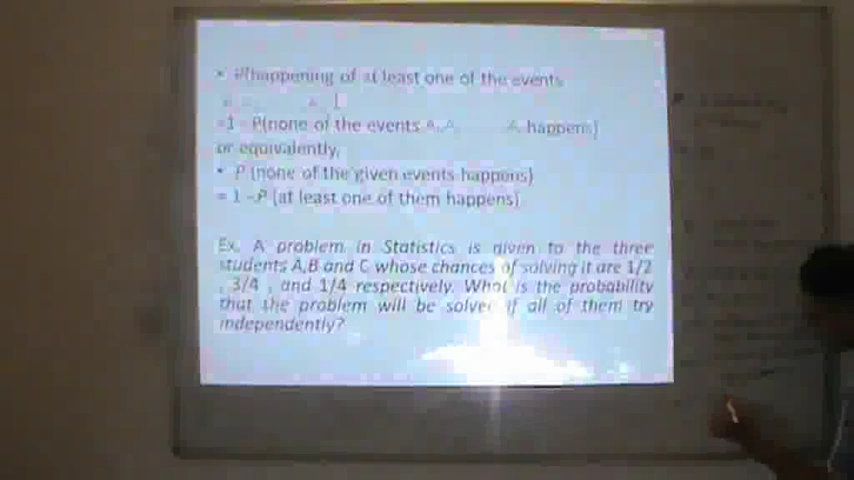 • P(happening of at least one of the events
=1 - P(none of the events A, A, A, happens)
or equivalently,
• P (none of the given events happens)
= 1 -P (at least one of them happens)
Ex. A problem in Statistics is given to the three
students A,B and C whose chances of solving it are 1/2
, 3/4 , and 1/4 respectively. What is the probability
that the problem will be solved if all of them try
independently?